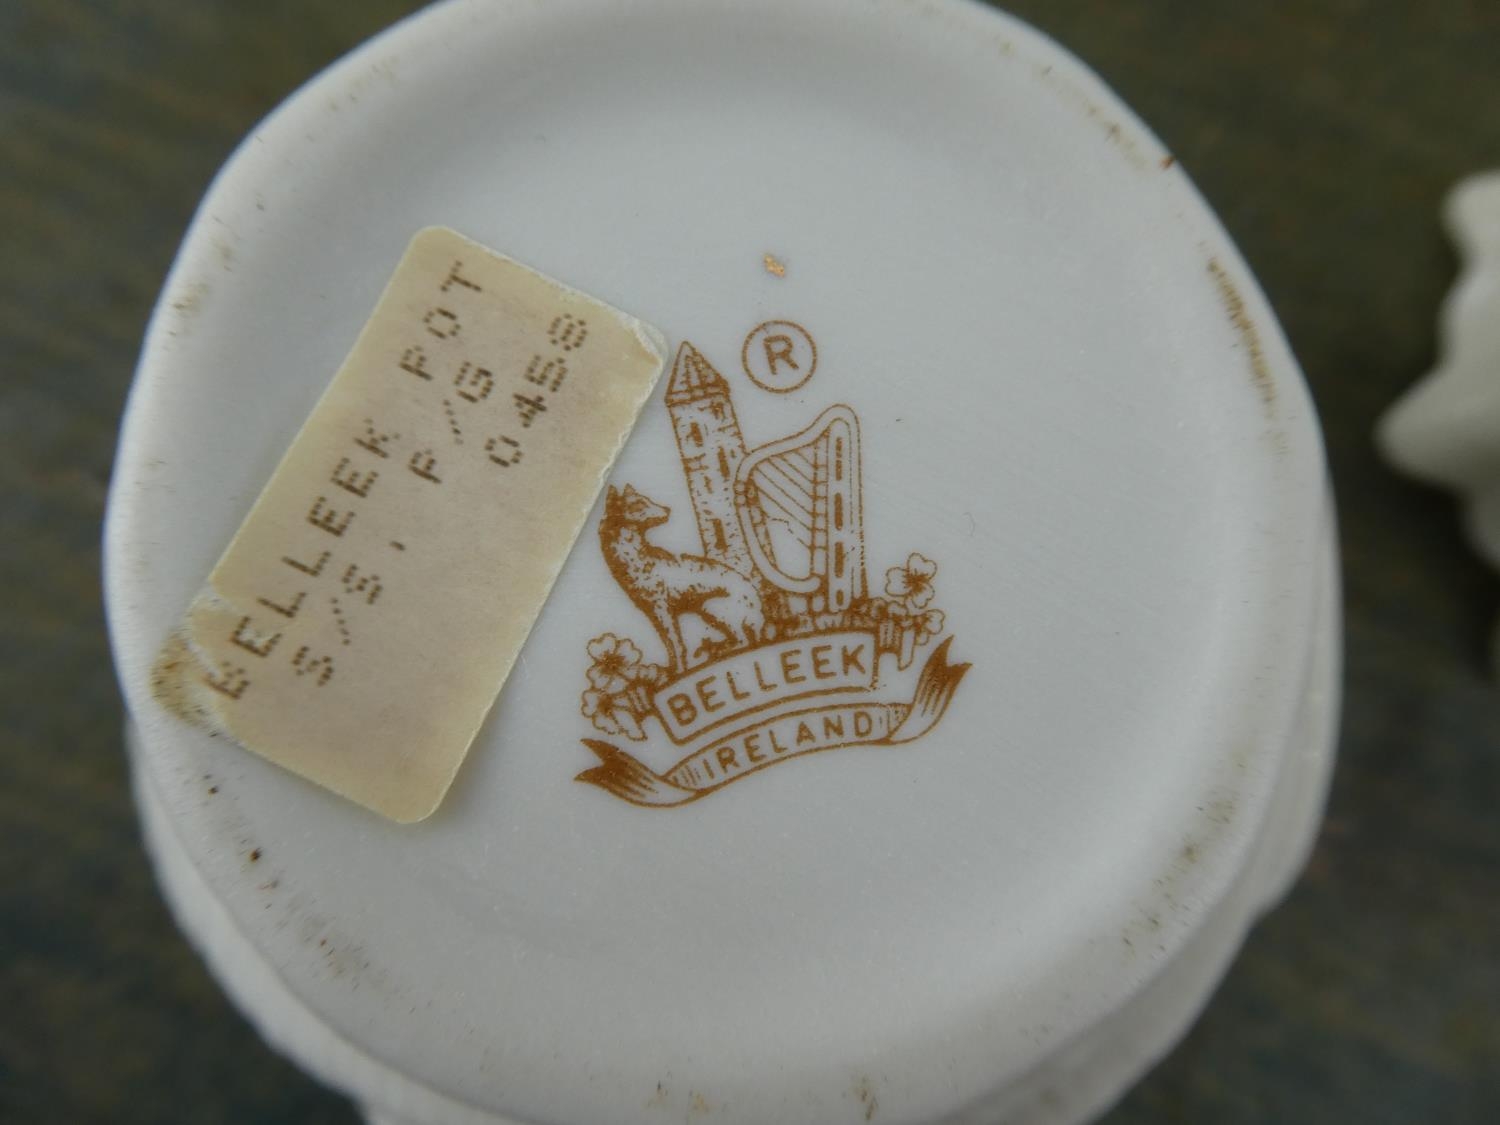 BELLEEK POT
S/S. P/G
0458
R
BELLEEK
IRELAND